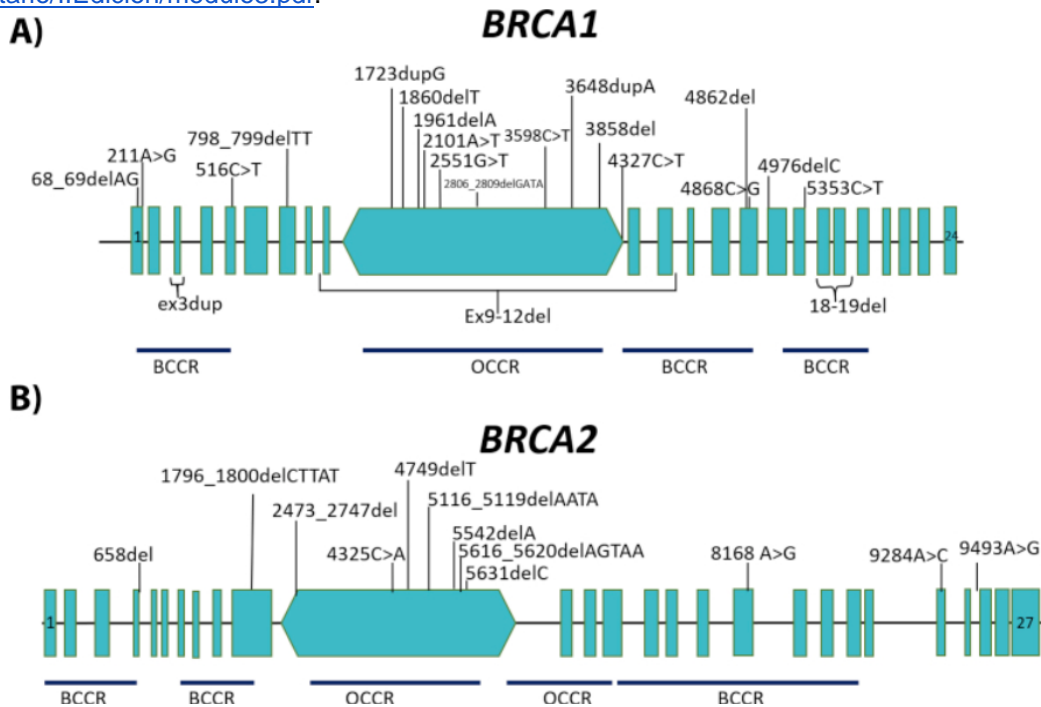 A)
BRCA1
1723dupG
1860delT
1961delA
2101A>T
2551G>T
2806_2809delGATA
3598C>T
3648dupA
3858del
4327C>T
4862del
4868C>G
4976delC
5353C>T
798_799delTT
211A>G
516C>T
68_69delAG
1
24
ex3dup
Ex9-12del
18-19del
BCCR
OCCR
BCCR
BCCR
B)
BRCA2
1796_1800delCTTAT
4749delT
2473_2747del
5116_5119delAATA
5542delA
658del
4325C>A
5616_5620delAGTAA
5631delC
8168 A>G
9284A>C
9493A>G
1
27
BCCR
BCCR
OCCR
OCCR
BCCR